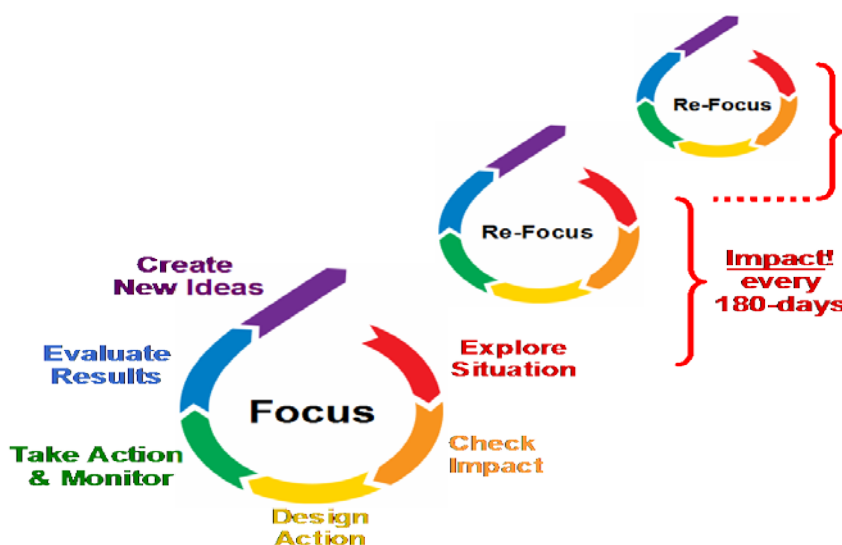 Re-Focus
Re-Focus
Impact!
every
180-days
Create
New Ideas
Evaluate
Results
Explore
Situation
Focus
Take Action
& Monitor
Check
Impact
Design
Action